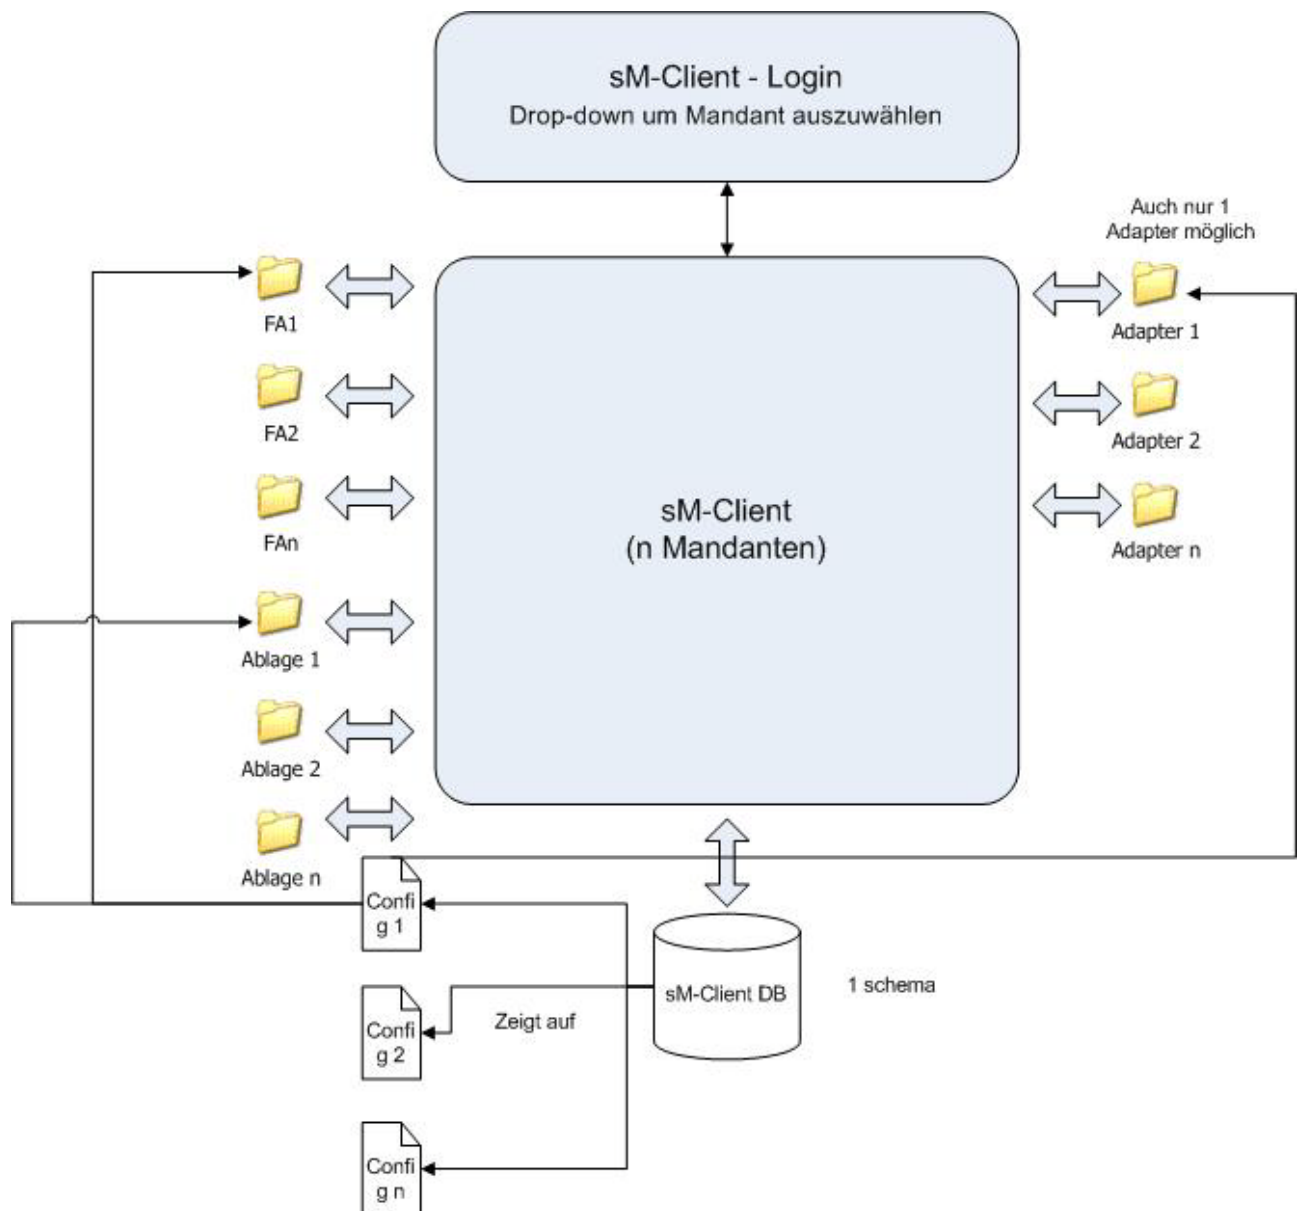 sM-Client - Login
Drop-down um Mandant auszuwählen
Auch nur 1
Adapter möglich
FA1
FA2
FAn
Ablage 1
Ablage 2
Ablage n
sM-Client
(n Mandanten)
Adapter 1
Adapter 2
Adapter n
Confi
g 1
Confi
g 2
Confi
g n
Zeigt auf
sM-Client DB
1 schema